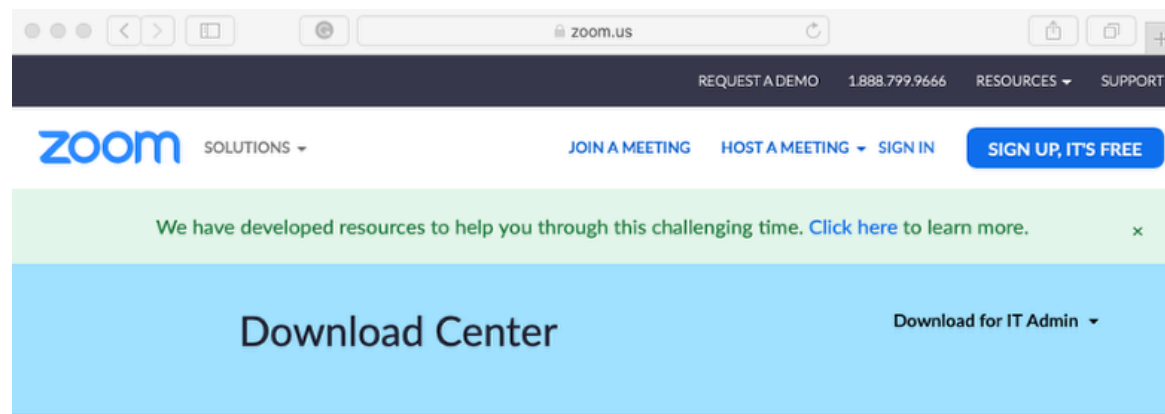 zoom.us
REQUEST A DEMO 1.888.799.9666 RESOURCES SUPPORT
zoom SOLUTIONS JOIN A MEETING HOST A MEETING SIGN IN SIGN UP, IT'S FREE
We have developed resources to help you through this challenging time. Click here to learn more. ×
Download Center Download for IT Admin